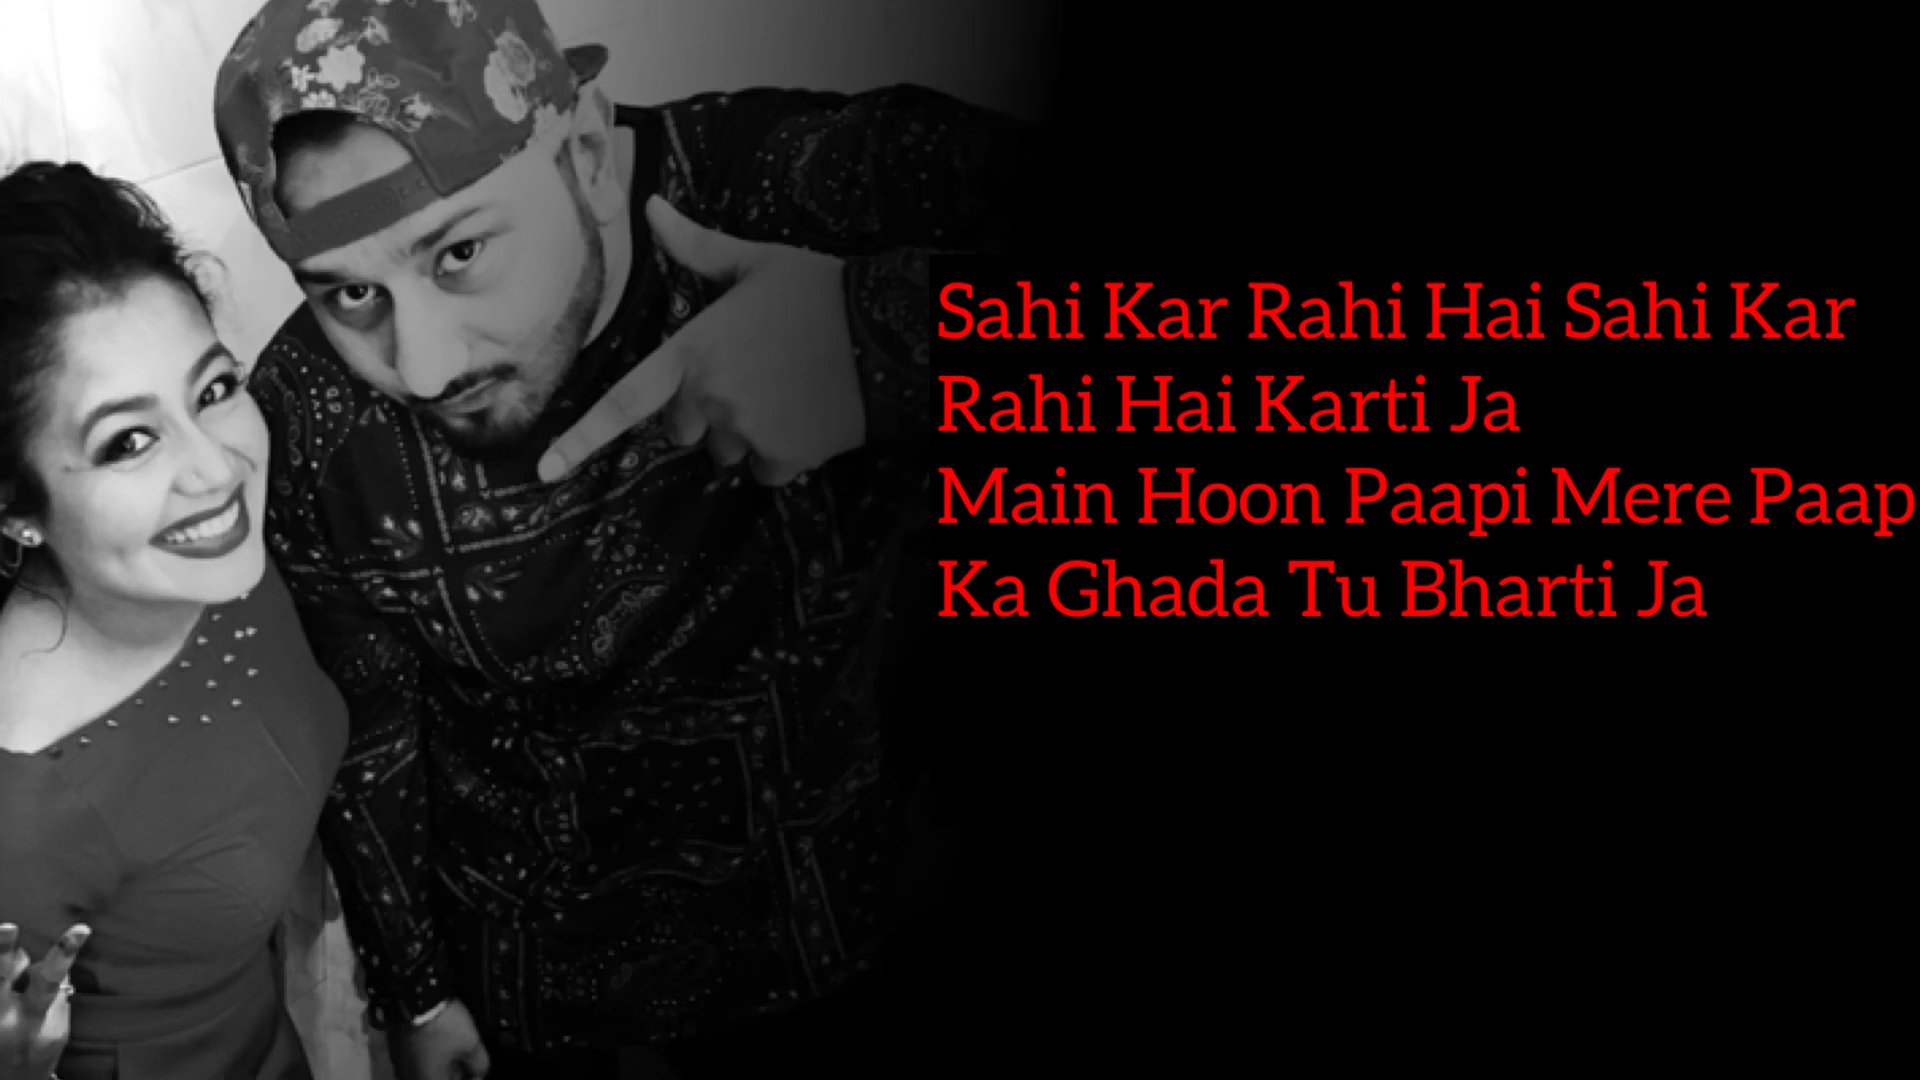 Sahi Kar Rahi Hai Sahi Kar
Rahi Hai Karti Ja
Main Hoon Paapi Mere Paap
Ka Ghada Tu Bharti Ja